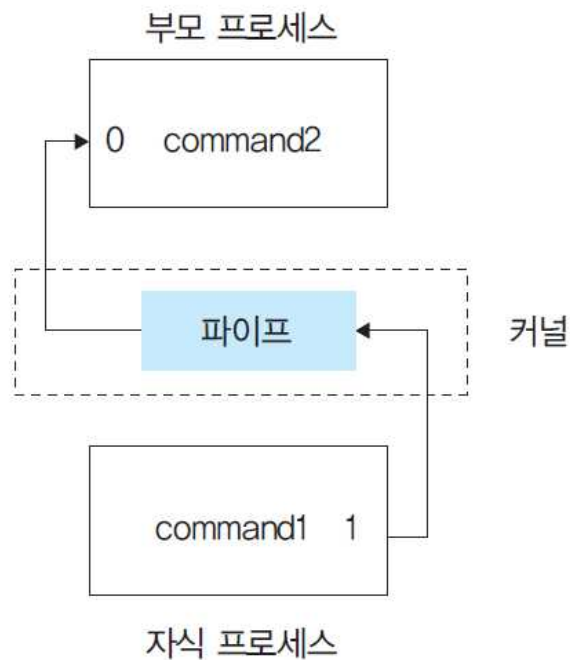 부모 프로세스
0 command2
파이프
커널
command1 1
자식 프로세스